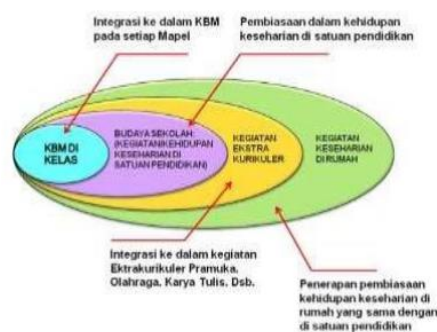 Integrasi ke dalam KBM
pada setiap Mapel
Pembiasaan dalam kehidupan
keseharian di satuan pendidikan
KBM DI
KELAS
BUDAYA SEKOLAH:
(KEGIATAN/KEHIDUPAN
KESEHARIAN DI
SATUAN PENDIDIKAN)
KEGIATAN
EKSTRA
KURIKULER
KEGIATAN
KESEHARIAN
DI RUMAH
Integrasi ke dalam kegiatan
Ektrakurikuler Pramuka,
Olahraga, Karya Tulis, Dsb.
Penerapan pembiasaan
kehidupan keseharian di
rumah yang sama dengan
di satuan pendidikan